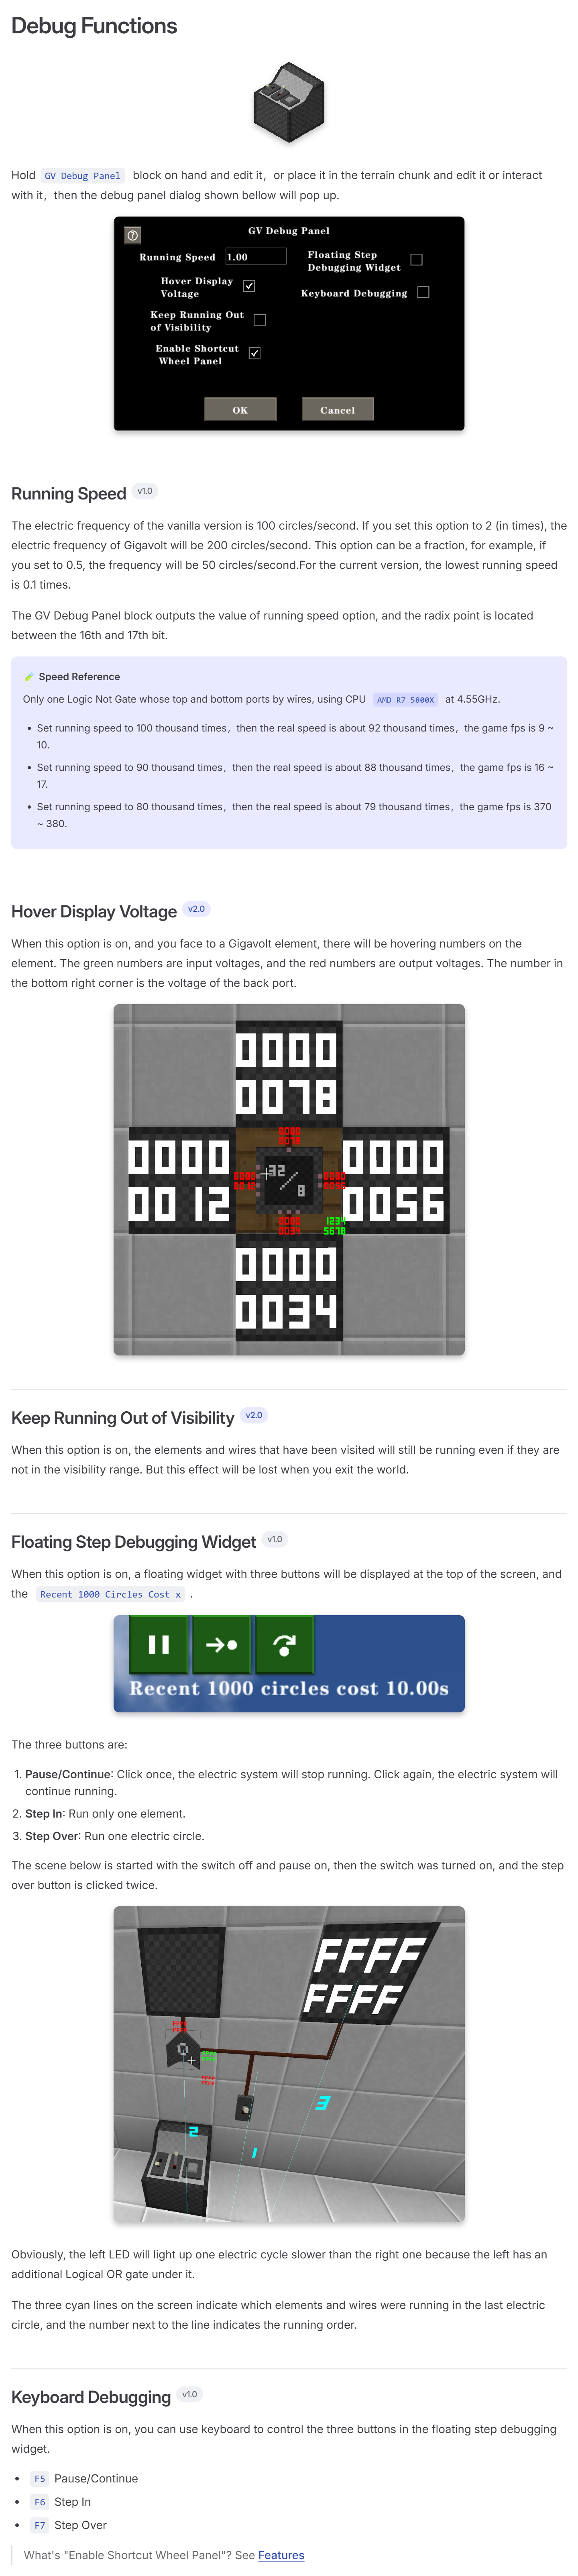 Debug Functions
Hold GV Debug Panel block on hand and edit it, or place it in the terrain chunk and edit it or interact
with it, then the debug panel dialog shown bellow will pop up.
GV Debug Panel
Running Speed 1.00
Floating Step
Debugging Widget
Hover Display
Voltage
Keyboard Debugging
Keep Running Out
of Visibility
Enable Shortcut
Wheel Panel
OK Cancel
Running Speed v1.0
The electric frequency of the vanilla version is 100 circles/second. If you set this option to 2 (in times), the
electric frequency of Gigavolt will be 200 circles/second. This option can be a fraction, for example, if
you set to 0.5, the frequency will be 50 circles/second.For the current version, the lowest running speed
is 0.1 times.
The GV Debug Panel block outputs the value of running speed option, and the radix point is located
between the 16th and 17th bit.
Speed Reference
Only one Logic Not Gate whose top and bottom ports by wires, using CPU AMD R7 5800X at 4.55GHz.
• Set running speed to 100 thousand times, then the real speed is about 92 thousand times, the game fps is 9 ~
10.
• Set running speed to 90 thousand times, then the real speed is about 88 thousand times, the game fps is 16 ~
17.
• Set running speed to 80 thousand times, then the real speed is about 79 thousand times, the game fps is 370
~ 380.
Hover Display Voltage v2.0
When this option is on, and you face to a Gigavolt element, there will be hovering numbers on the
element. The green numbers are input voltages, and the red numbers are output voltages. The number in
the bottom right corner is the voltage of the back port.
0000
0078
0000
0078
0000
0012
0000
0012
32
8
0000
0056
0000
0056
0000
0034
1234
5678
0000
0034
Keep Running Out of Visibility v2.0
When this option is on, the elements and wires that have been visited will still be running even if they are
not in the visibility range. But this effect will be lost when you exit the world.
Floating Step Debugging Widget v1.0
When this option is on, a floating widget with three buttons will be displayed at the top of the screen, and
the Recent 1000 Circles Cost x .
Recent 1000 circles cost 10.00s
The three buttons are:
1. Pause/Continue: Click once, the electric system will stop running. Click again, the electric system will
continue running.
2. Step In: Run only one element.
3. Step Over: Run one electric circle.
The scene below is started with the switch off and pause on, then the switch was turned on, and the step
over button is clicked twice.
FFFF
FFFF
0
3
2
1
Obviously, the left LED will light up one electric cycle slower than the right one because the left has an
additional Logical OR gate under it.
The three cyan lines on the screen indicate which elements and wires were running in the last electric
circle, and the number next to the line indicates the running order.
Keyboard Debugging v1.0
When this option is on, you can use keyboard to control the three buttons in the floating step debugging
widget.
• F5 Pause/Continue
• F6 Step In
• F7 Step Over
What's "Enable Shortcut Wheel Panel"? See Features